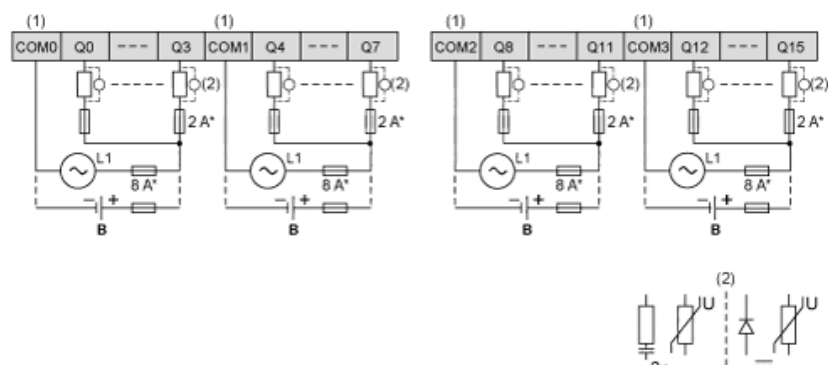 (1) (1) (1) (1)
COM0 Q0 --- Q3 COM1 Q4 --- Q7 COM2 Q8 --- Q11 COM3 Q12 --- Q15
(2) (2) (2) (2)
2 A* 2 A* 2 A* 2 A*
L1 L1 L1 L1
8 A* 8 A* 8 A* 8 A*
− + − + − + − +
B B B B
(2)
U U